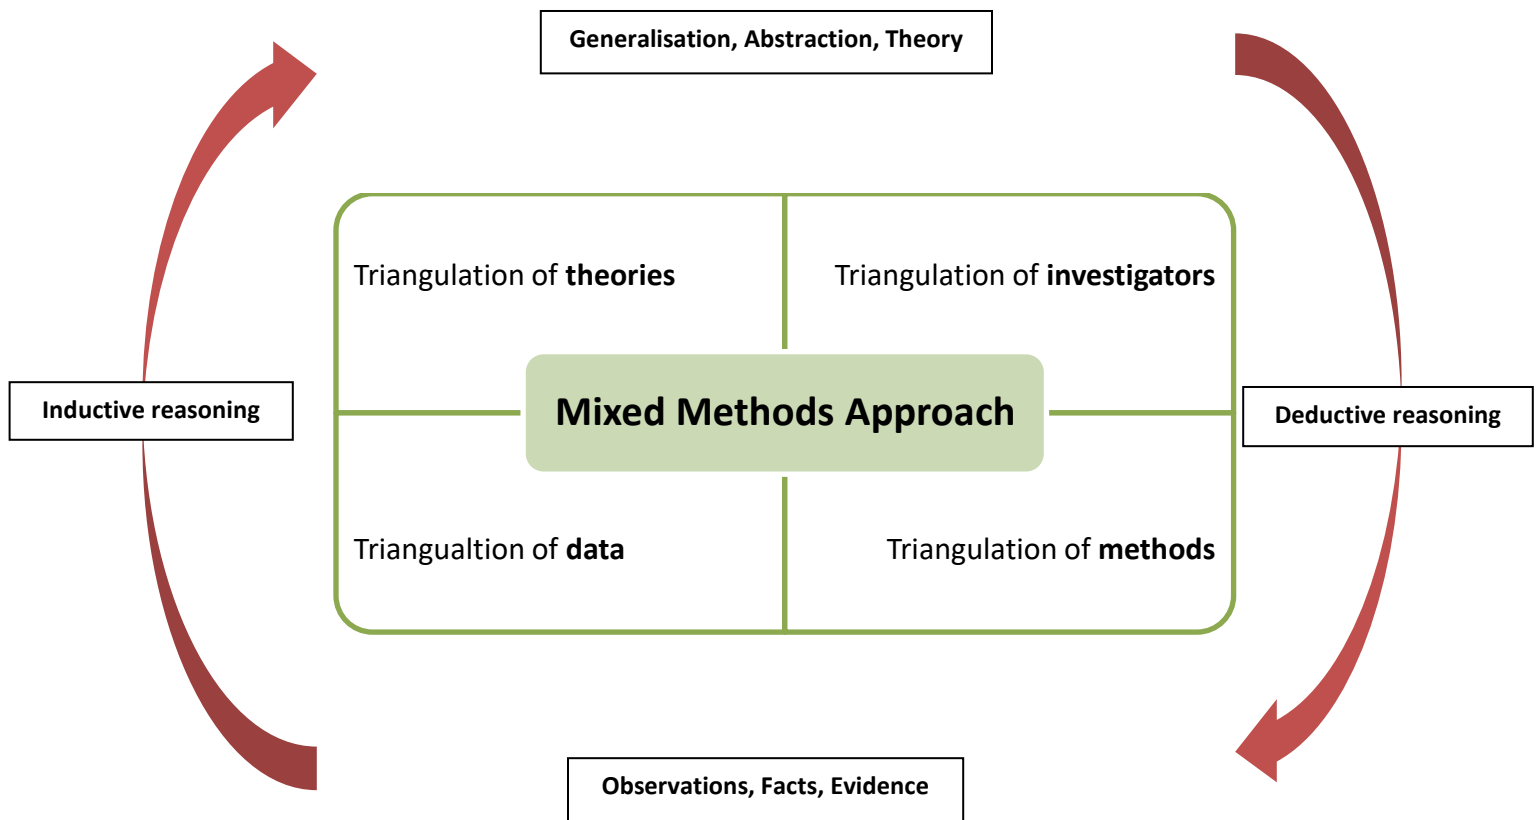 Generalisation, Abstraction, Theory
Triangulation of theories
Triangulation of investigators
Inductive reasoning
Mixed Methods Approach
Deductive reasoning
Triangualtion of data
Triangulation of methods
Observations, Facts, Evidence